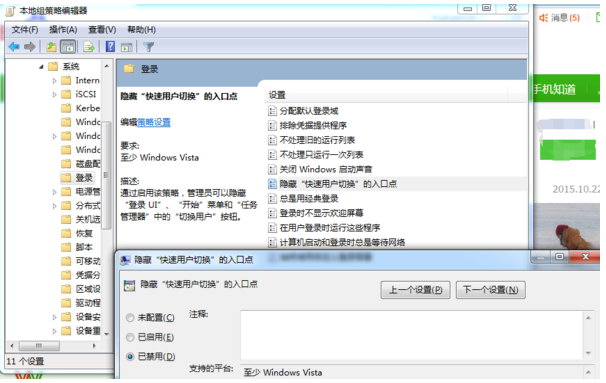 本地组策略编辑器
文件(F) 操作(A) 查看(V) 帮助(H)
消息(5)
手机知道
2015.10.22
系统
Intern
iSCSI
Kerbe
Windo
Windo
磁盘配
登录
电源管
分布式
关机选
恢复
脚本
可移动
凭据分
区域设
驱动程
设备安
设备重
11 个设置
登录
隐藏“快速用户切换”的入口点
编辑策略设置
要求:
至少 Windows Vista
描述:
通过启用该策略，管理员可以隐藏
“登录 UI”、“开始”菜单和“任务
管理器”中的“切换用户”按钮。
设置
分配默认登录域
排除凭据提供程序
不处理旧的运行列表
不处理只运行一次列表
关闭 Windows 启动声音
隐藏“快速用户切换”的入口点
总是用经典登录
登录时不显示欢迎屏幕
在用户登录时运行这些程序
计算机启动和登录时总是等待网络
隐藏“快速用户切换”的入口点
隐藏“快速用户切换”的入口点
上一个设置(P) 下一个设置(N)
未配置(C)
已启用(E)
已禁用(D)
注释:
支持的平台:
至少 Windows Vista